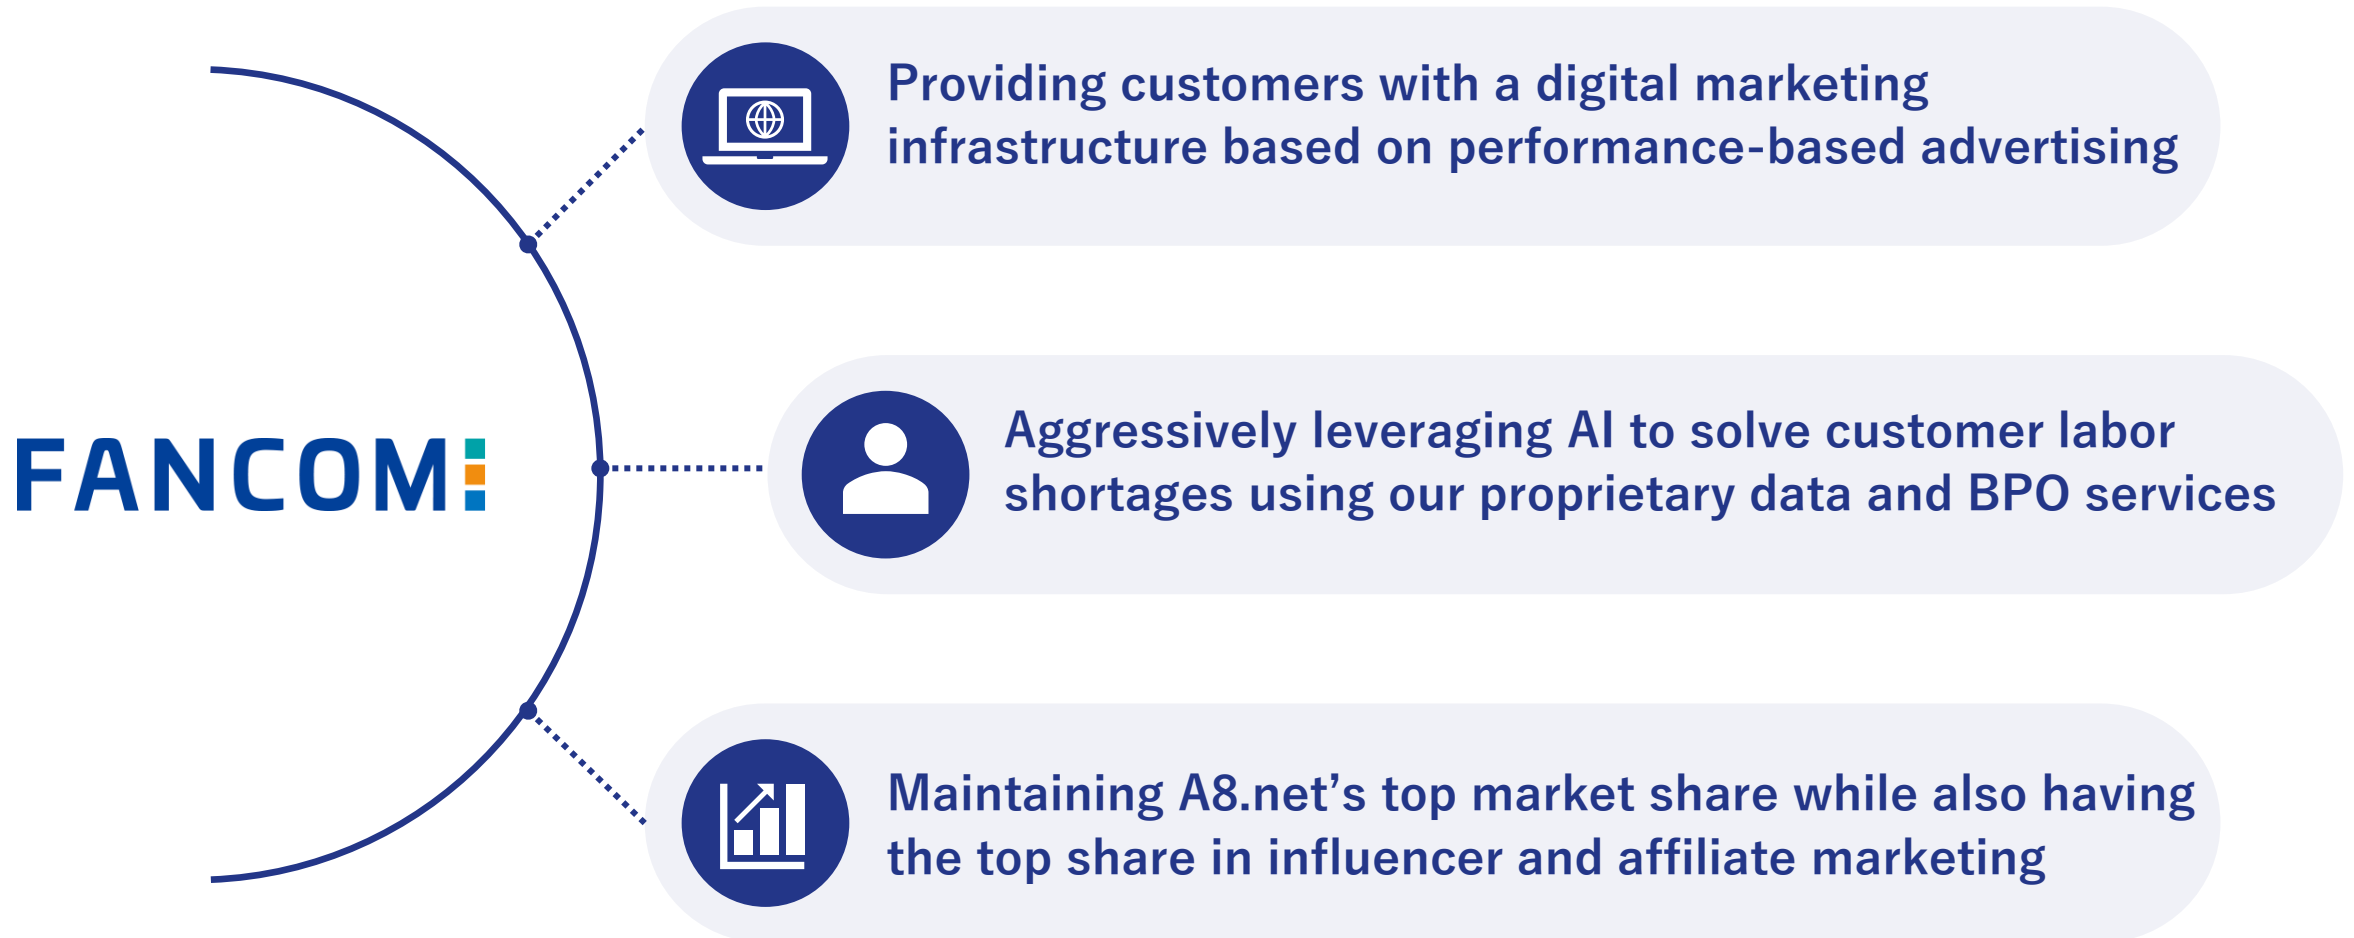 Providing customers with a digital marketing
infrastructure based on performance-based advertising
FANCOMI
Aggressively leveraging AI to solve customer labor
shortages using our proprietary data and BPO services
Maintaining A8.net’s top market share while also having
the top share in influencer and affiliate marketing